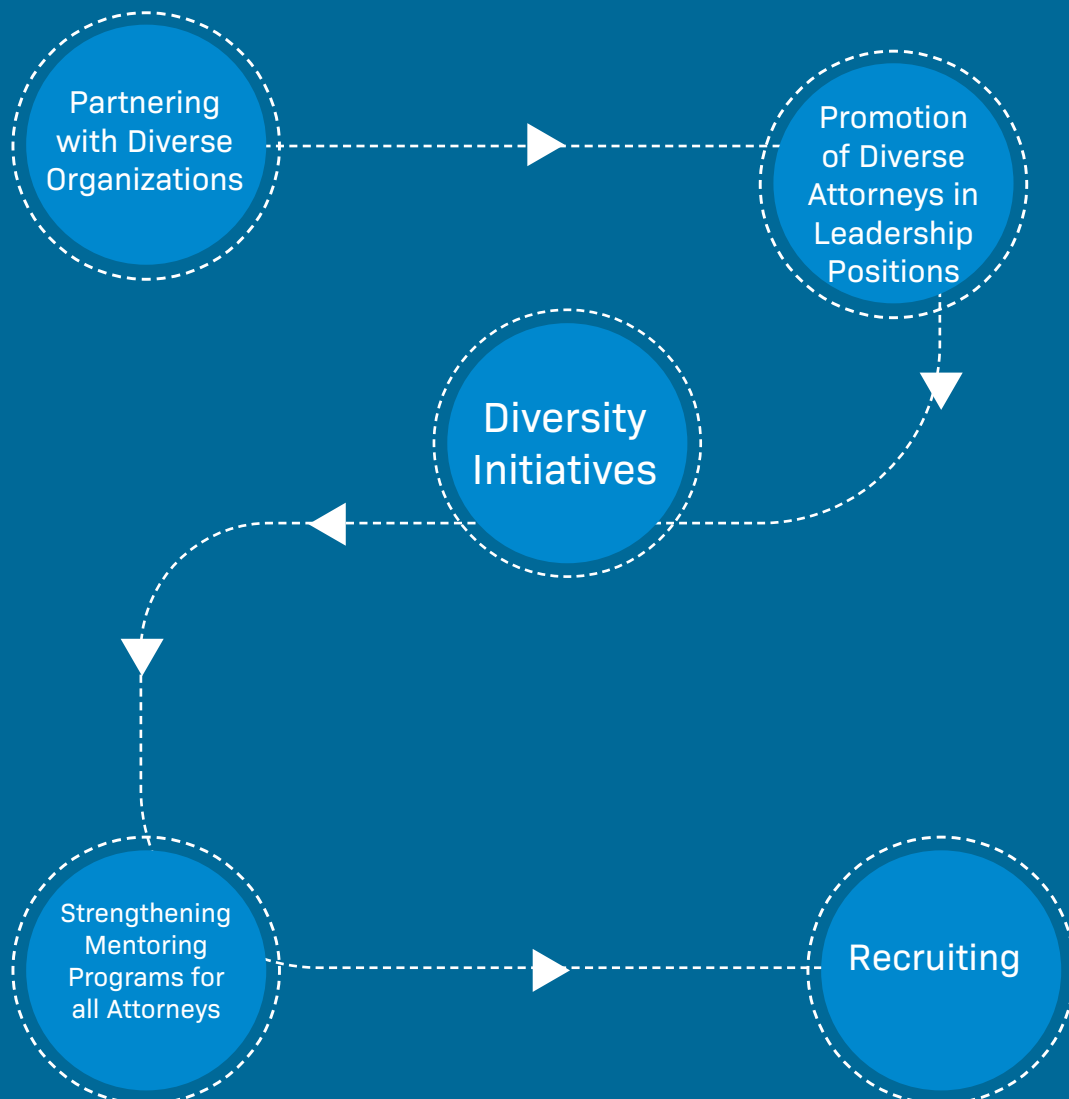 Partnering
with Diverse
Organizations
Promotion
of Diverse
Attorneys in
Leadership
Positions
Diversity
Initiatives
Strengthening
Mentoring
Programs for
all Attorneys
Recruiting